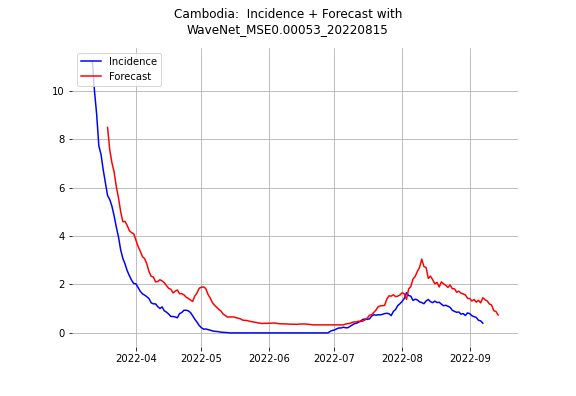 Cambodia:  Incidence + Forecast with
WaveNet_MSE0.00053_20220815
Incidence
Forecast
10
8
6
4
2
0
2022-04 2022-05 2022-06 2022-07 2022-08 2022-09